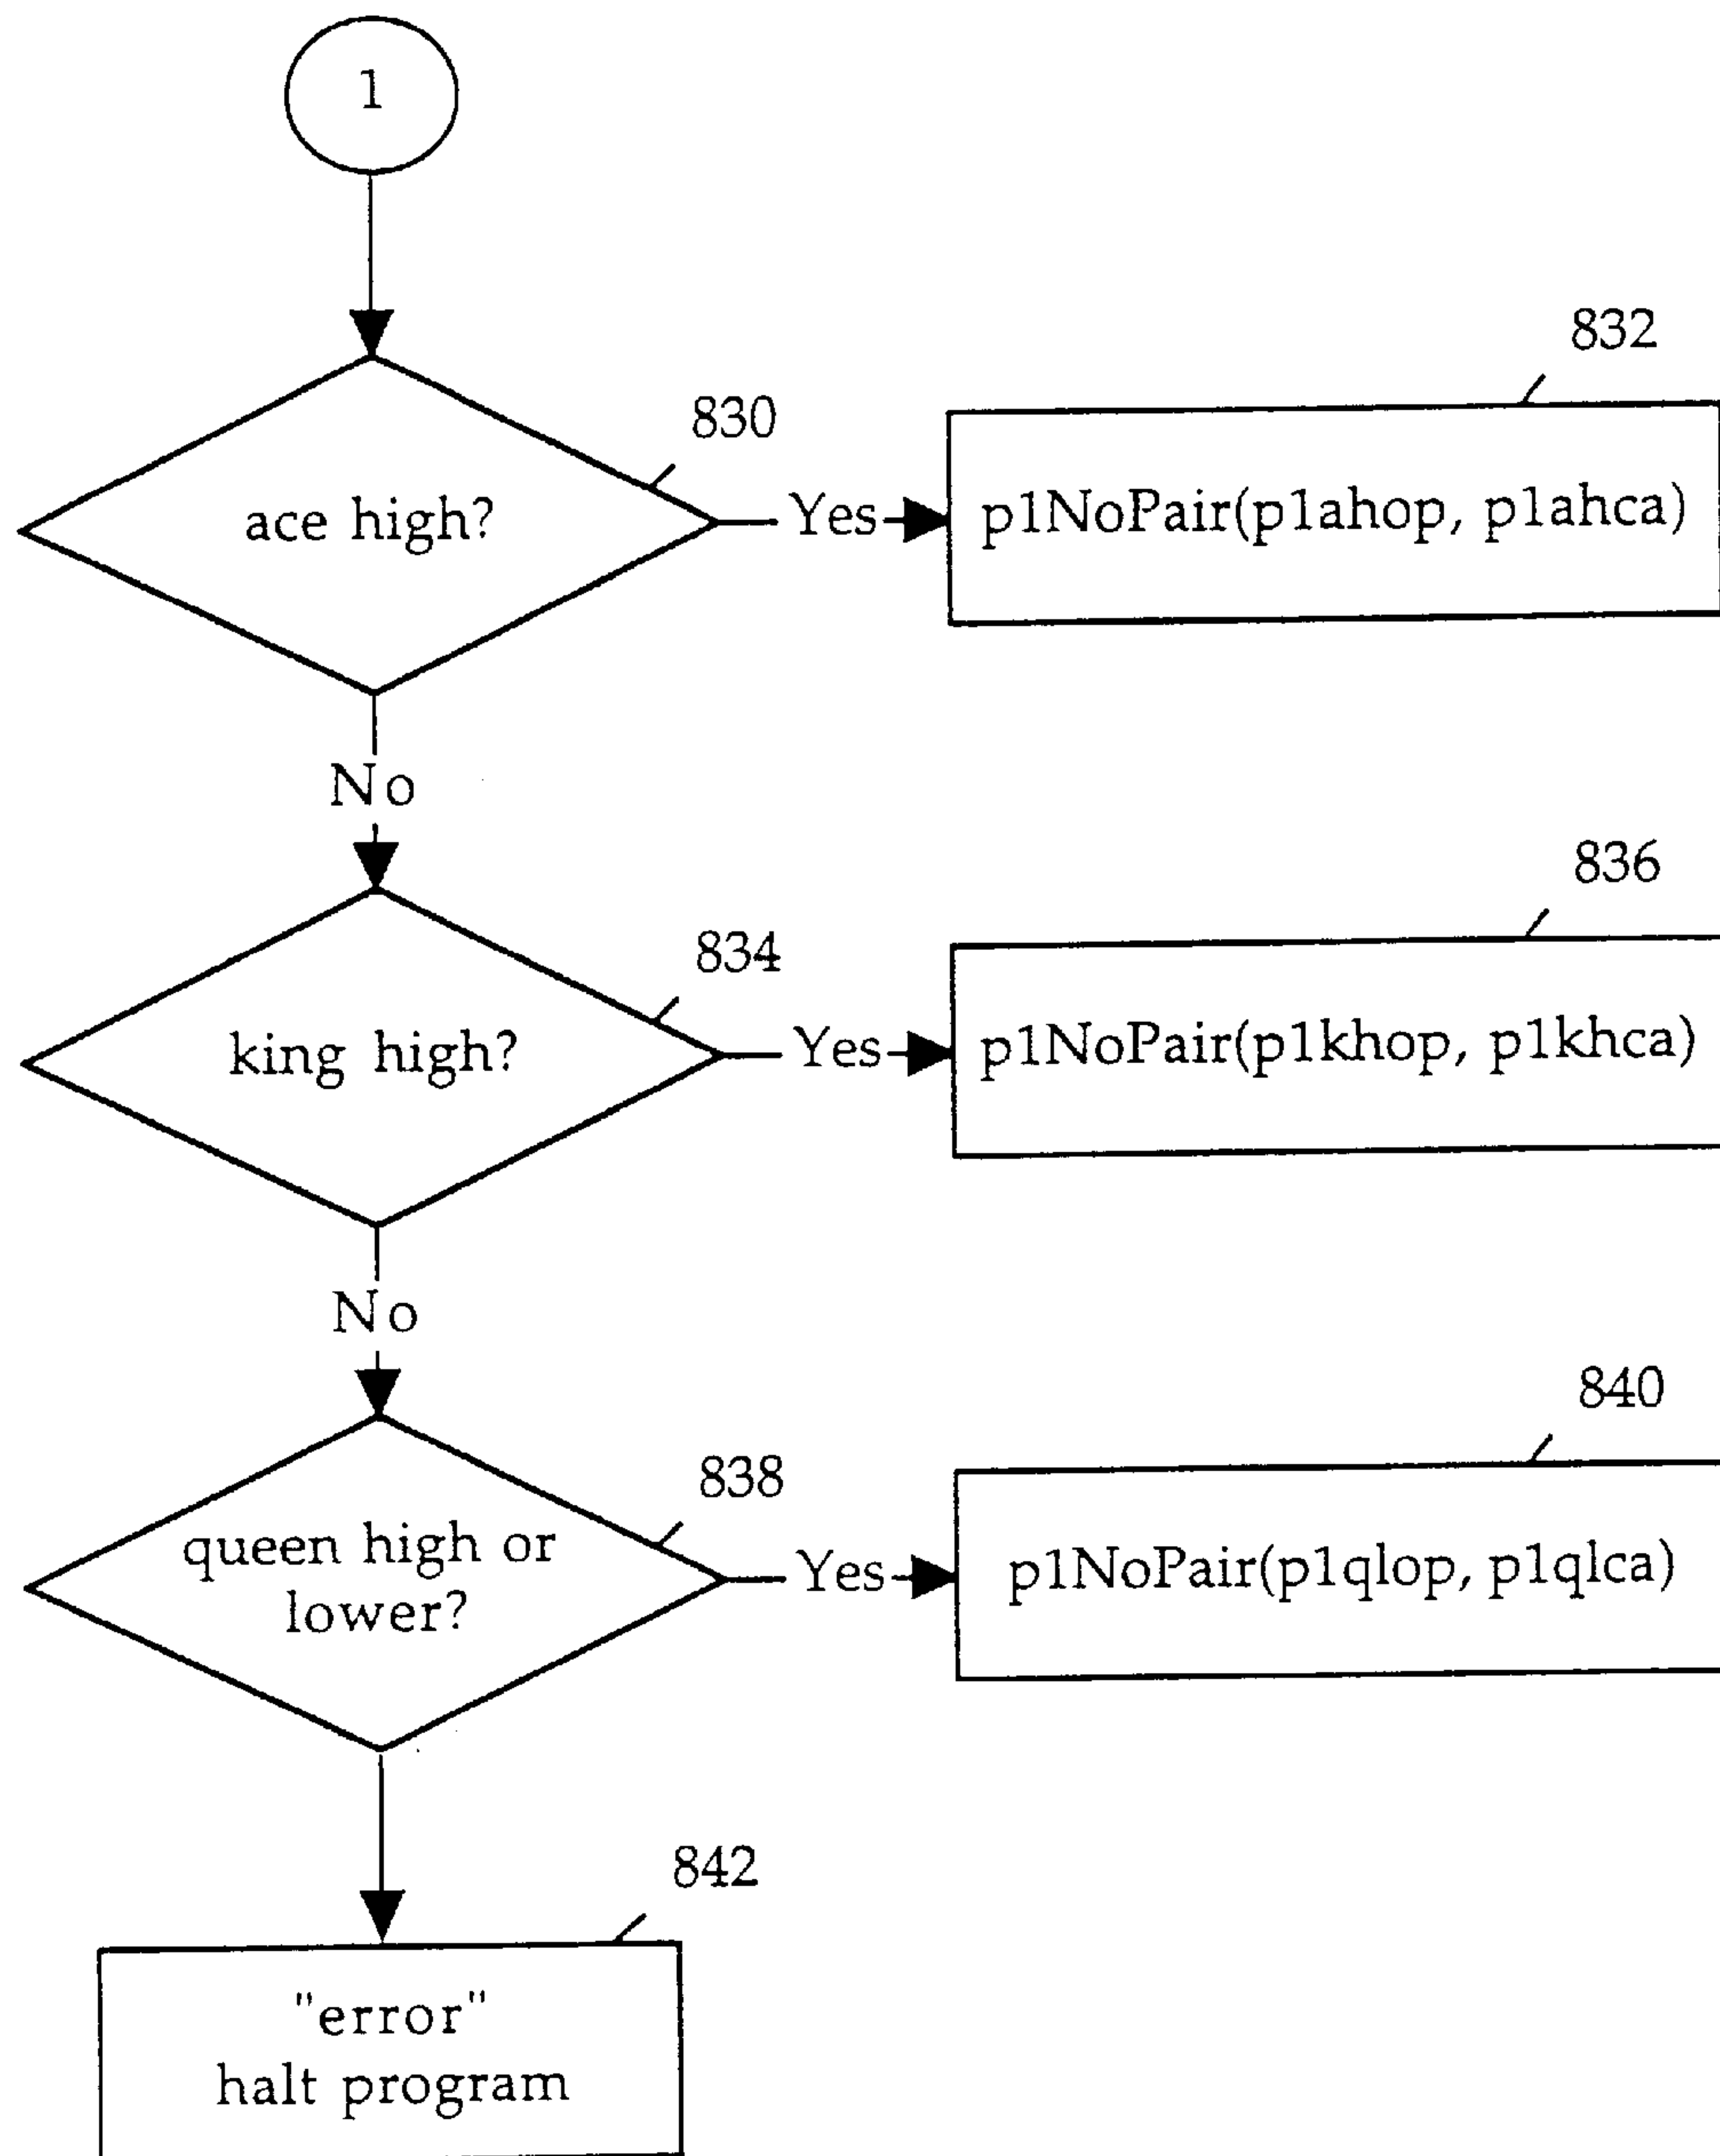 1
832
830
ace high?
Yes
p1NoPair(p1ahop, p1ahca)
No
836
834
king high?
Yes
p1NoPair(p1khop, p1khca)
No
840
838
queen high or
lower?
Yes
p1NoPair(p1qlop, p1qlca)
842
"error"
halt program